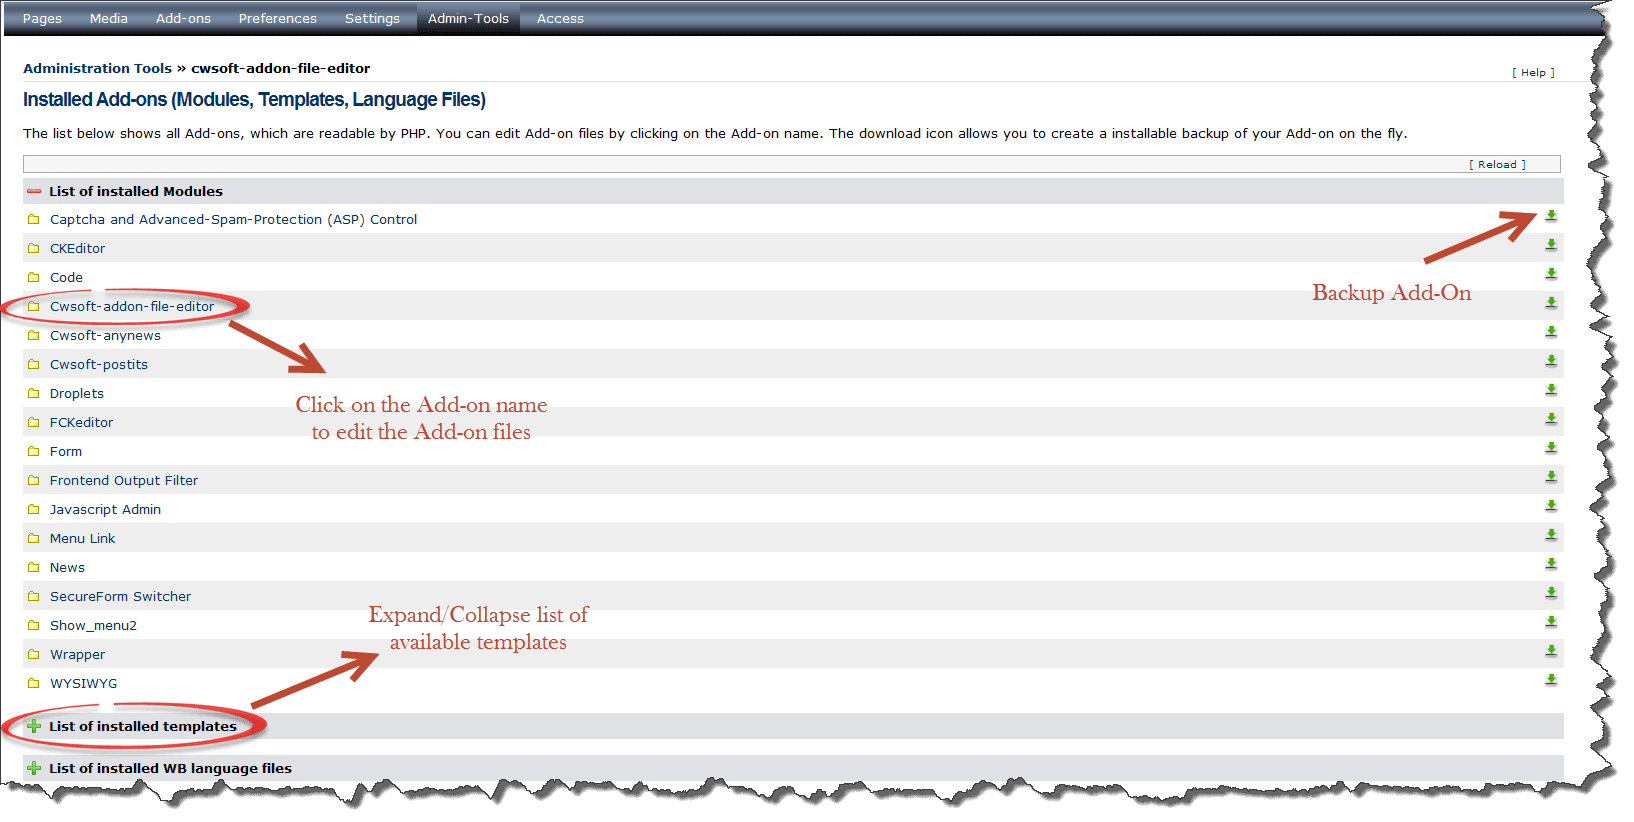 Pages Media Add-ons Preferences Settings Admin-Tools Access
Administration Tools » cwsoft-addon-file-editor
[ Help ]
Installed Add-ons (Modules, Templates, Language Files)
The list below shows all Add-ons, which are readable by PHP. You can edit Add-on files by clicking on the Add-on name. The download icon allows you to create a installable backup of your Add-on on the fly.
[ Reload ]
List of installed Modules
Captcha and Advanced-Spam-Protection (ASP) Control
CKEditor
Code
Backup Add-On
Cwsoft-addon-file-editor
Cwsoft-anynews
Cwsoft-postits
Droplets
Click on the Add-on name
to edit the Add-on files
FCKeditor
Form
Frontend Output Filter
Javascript Admin
Menu Link
News
SecureForm Switcher
Expand/Collapse list of
available templates
Show_menu2
Wrapper
WYSIWYG
List of installed templates
List of installed WB language files